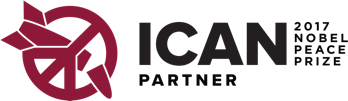 ICAN
PARTNER
2017
NOBEL
PEACE
PRIZE